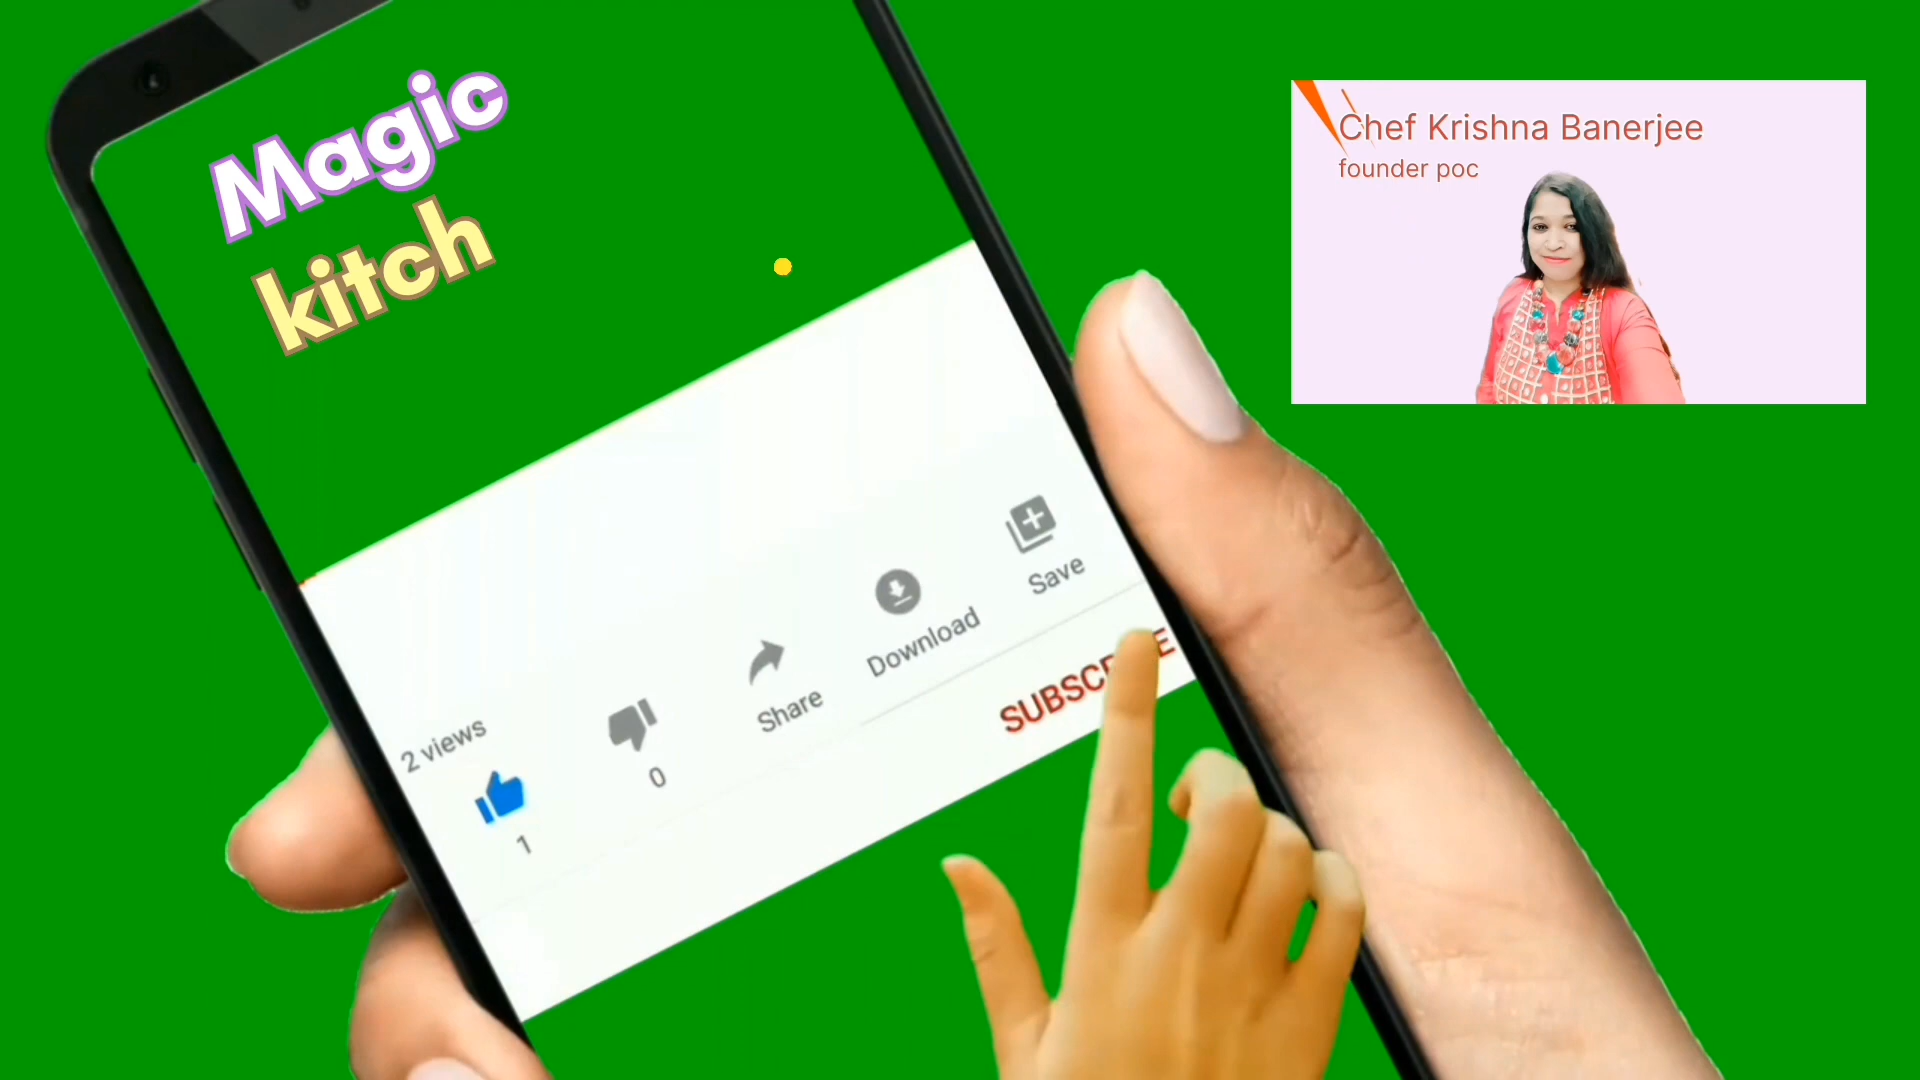 Magic
kitch
Chef Krishna Banerjee
founder poc
2 views
1
0
Share
Download
Save